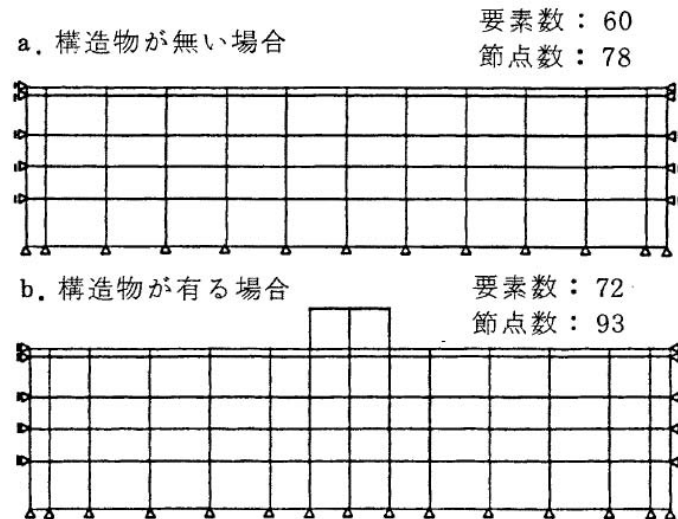 a. 構造物が無い場合
要素数: 60
節点数: 78
b. 構造物が有る場合
要素数: 72
節点数: 93